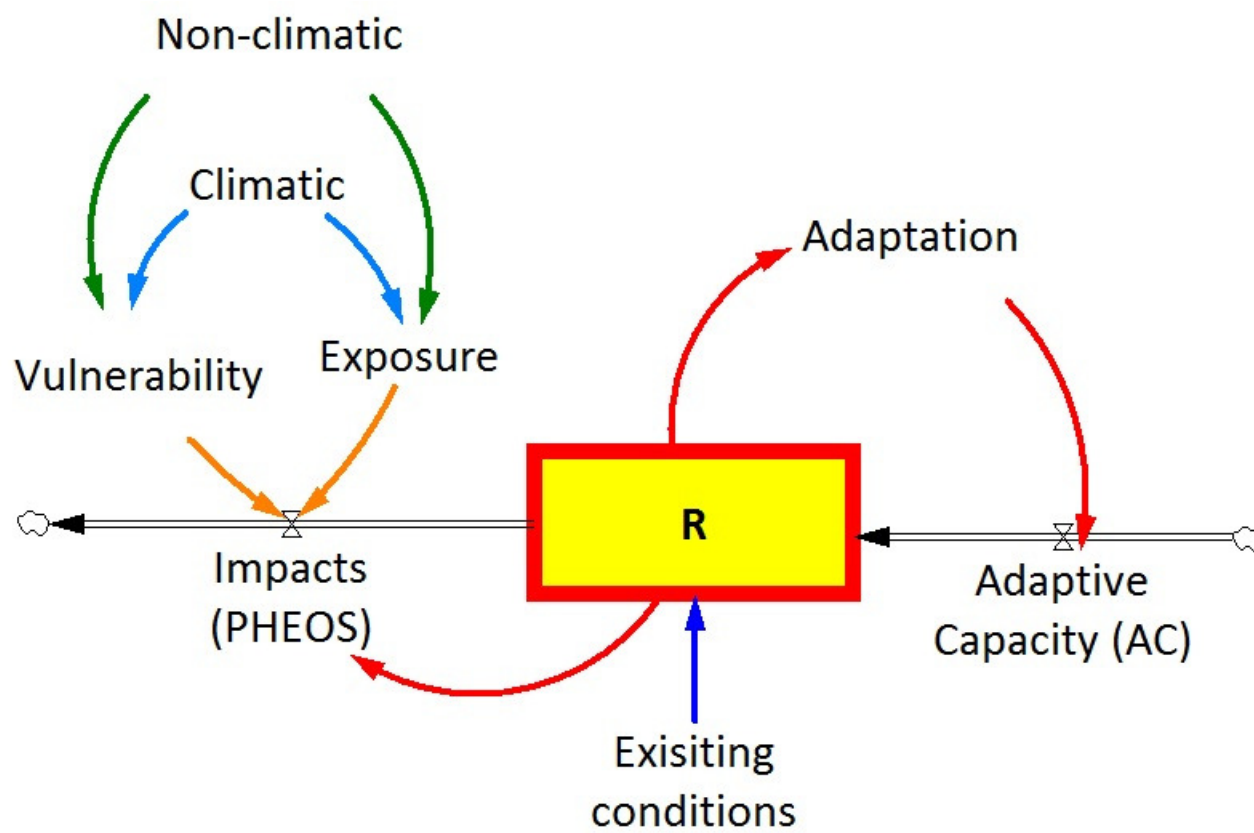 Non-climatic
Climatic
Adaptation
Vulnerability
Exposure
R
Impacts
(PHEOS)
Adaptive
Capacity (AC)
Exisiting
conditions